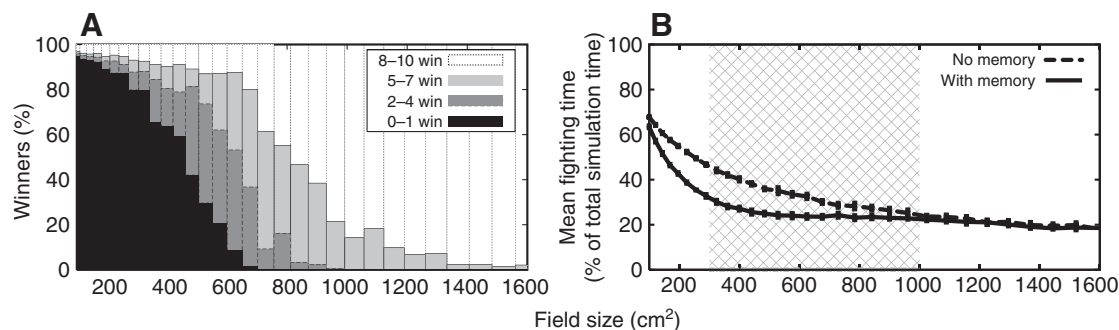 A
B
100
80
60
40
20
0
Winners (%)
8–10 win
5–7 win
2–4 win
0–1 win
200 400 600 800 1000 1200 1400 1600
100
80
60
40
20
0
Mean fighting time
(% of total simulation time)
No memory
With memory
200 400 600 800 1000 1200 1400 1600
Field size (cm²)